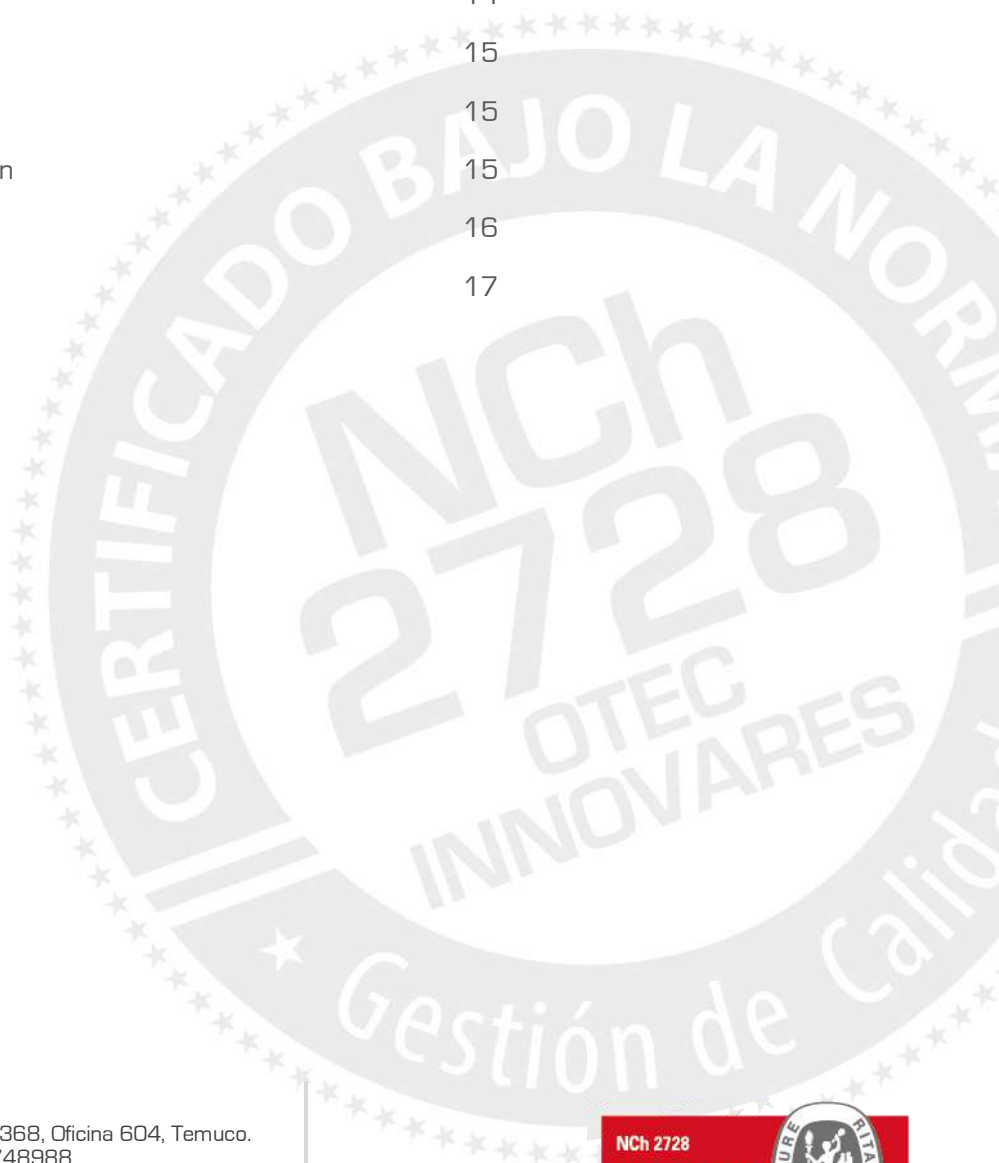 15
15
n
15
16
17
CERTIFICADO BAJO LA NORMA
NCh
2728
OTEC
INNOVARES
Gestión de Calidad
368, Oficina 604, Temuco.
748988
NCh 2728